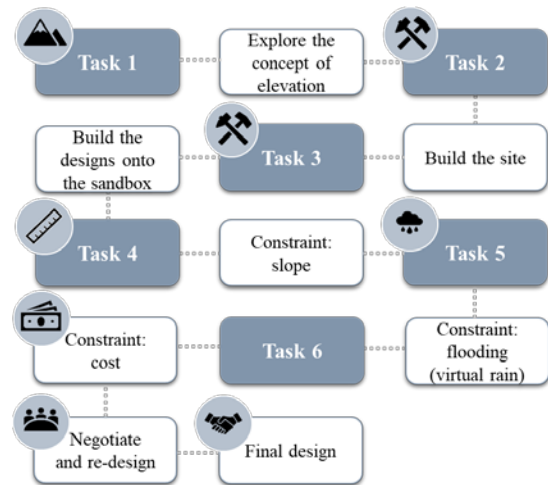 Task 1
Explore the
concept of
elevation
Task 2
Build the
designs onto
the sandbox
Task 3
Build the site
Task 4
Constraint:
slope
Task 5
Constraint:
cost
Task 6
Constraint:
flooding
(virtual rain)
Negotiate
and re-design
Final design